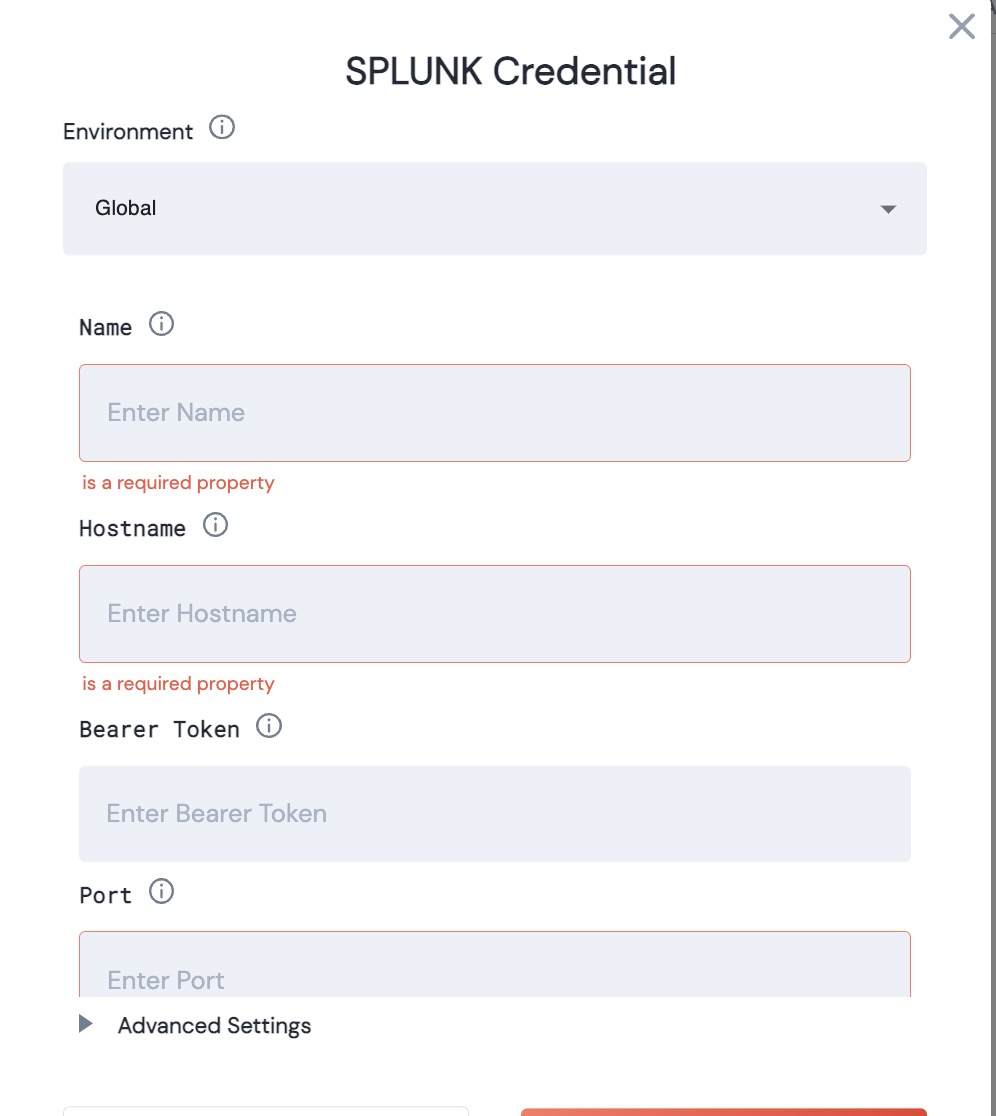 SPLUNK Credential
Environment
Global
Name
Enter Name
is a required property
Hostname
Enter Hostname
is a required property
Bearer Token
Enter Bearer Token
Port
Enter Port
Advanced Settings